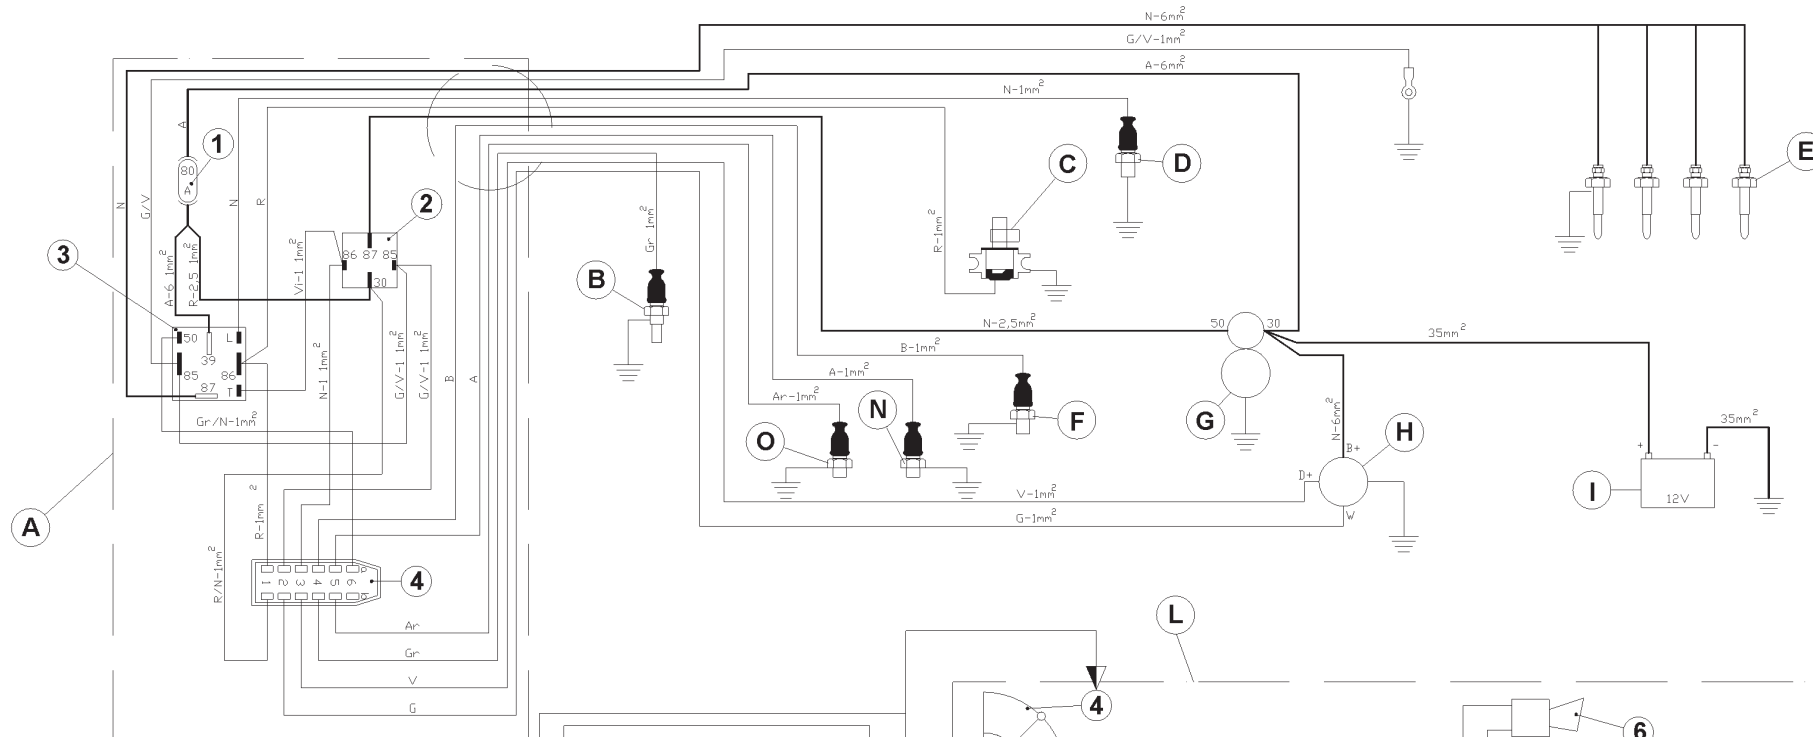 N-6mm²
G/V-1mm²
A-6mm²
N-1mm²
A
1
80
A
C
D
E
N
G/V
N
R
2
3
Vi-1 1mm²
86 87 85
30
A-6 1mm²
R-2,5 1mm²
Gr 1mm²
B
R-1mm²
50 L
39
85 86
87 T
N-2,5mm²
50 30
35mm²
B-1mm²
A-1mm²
Ar-1mm²
N-1 1mm²
G/V-1 1mm²
G/V-1 1mm²
B
A
Gr/N-1mm²
O
N
F
G
N-6mm²
H
B+
D+
W
35mm²
+ -
I
12V
V-1mm²
G-1mm²
A
R-1mm²
R/N-1mm²
1 2 3 4 5 6
a
b
4
Ar
Gr
V
G
L
4
6